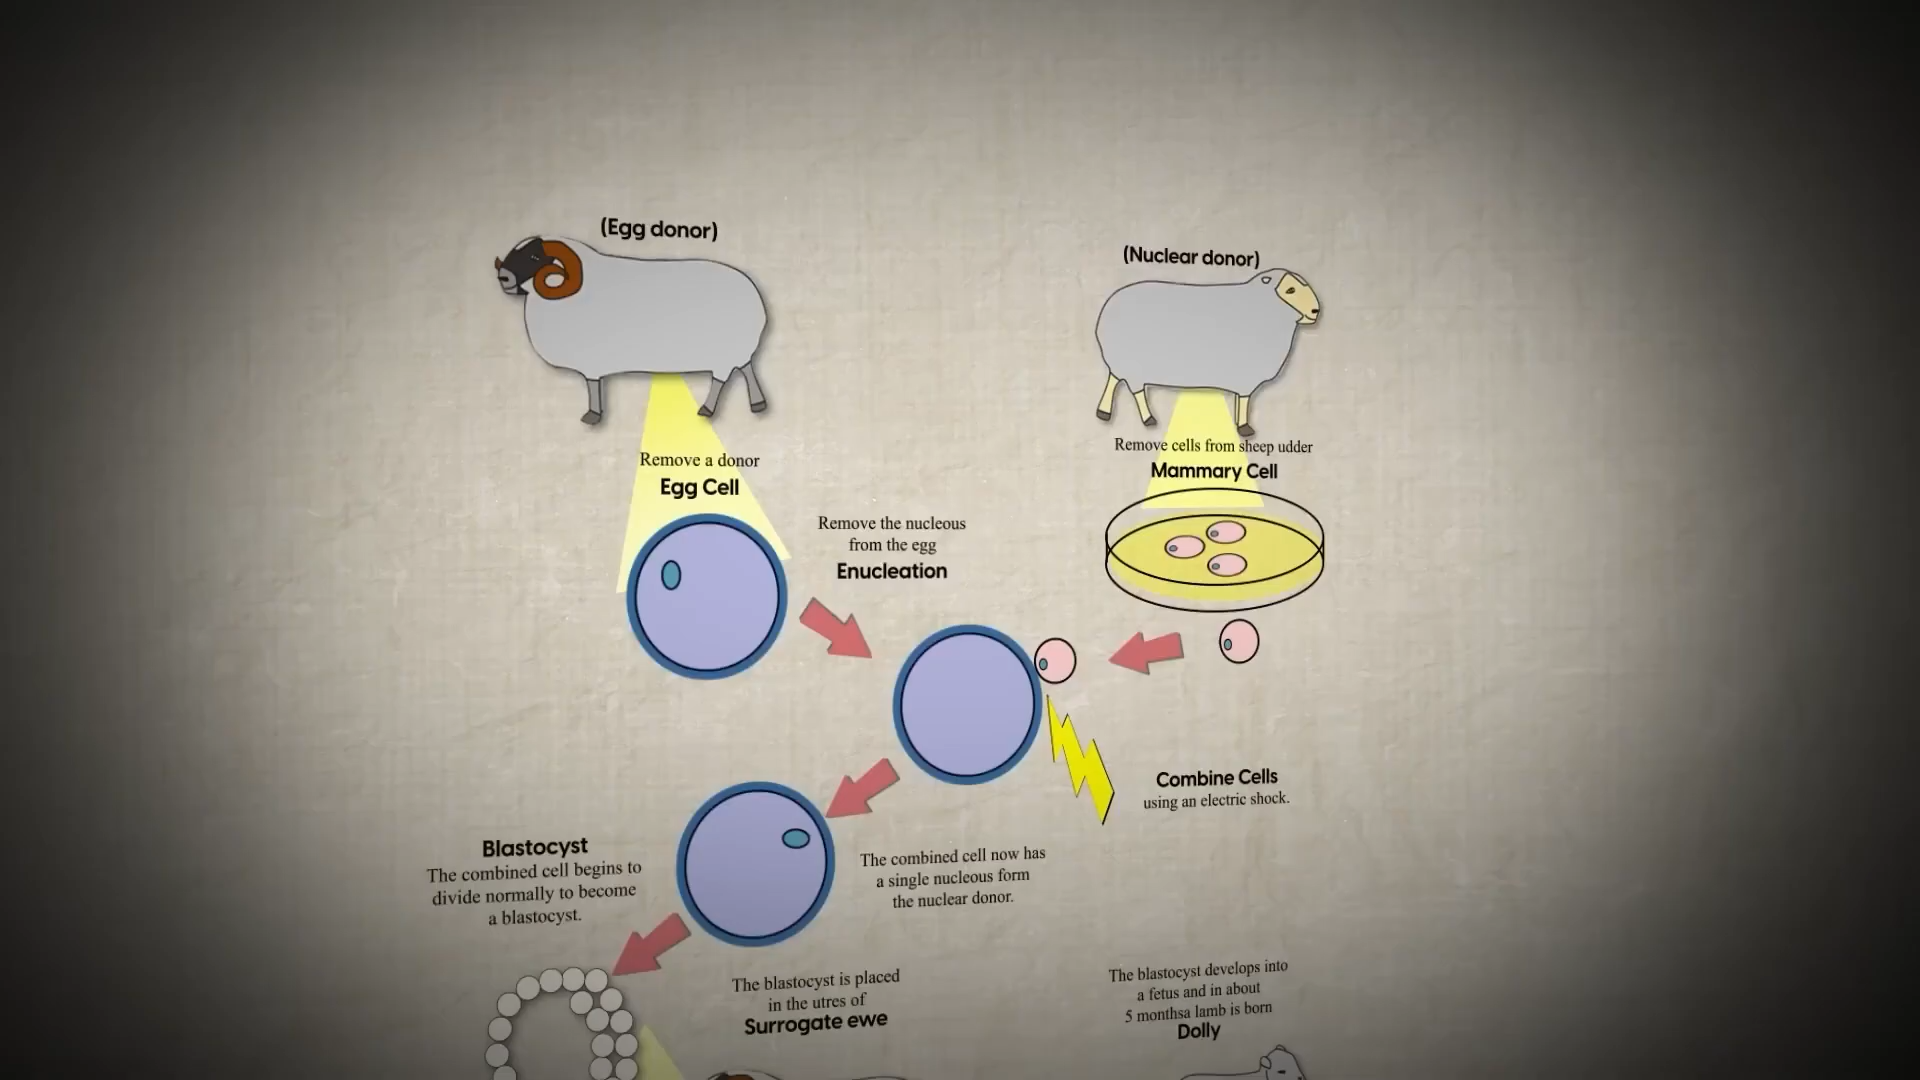 (Egg donor)
(Nuclear donor)
Remove a donor
Egg Cell
Remove cells from sheep udder
Mammary Cell
Remove the nucleous
from the egg
Enucleation
Combine Cells
using an electric shock.
Blastocyst
The combined cell begins to
divide normally to become
a blastocyst.
The combined cell now has
a single nucleous form
the nuclear donor.
The blastocyst is placed
in the utres of
Surrogate ewe
The blastocyst develops into
a fetus and in about
5 monthsa lamb is born
Dolly